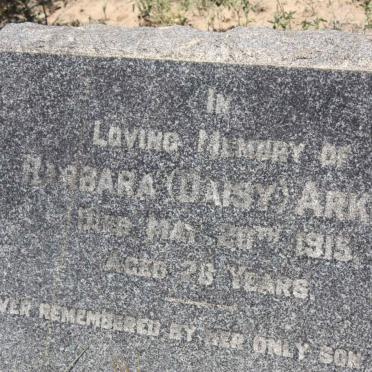 IN
LOVING MEMORY OF
BARBARA (DAISY) ARK
DIED MAY 20TH 1915
AGED 26 YEARS.
VER REMEMBERED BY HER ONLY SON